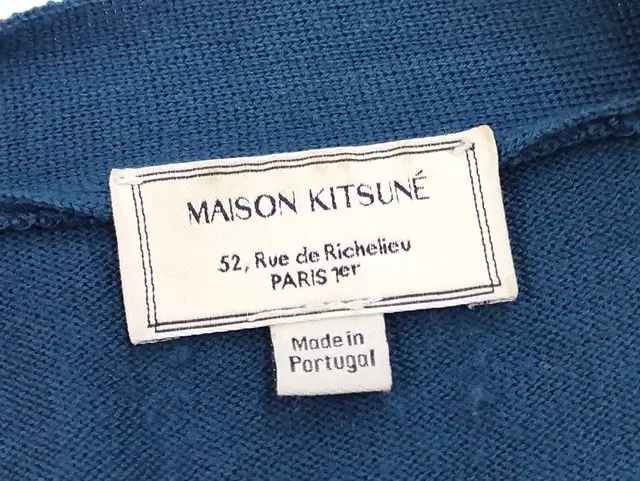 MAISON KITSUNÉ
52, Rue de Richelieu
PARIS 1er
Made in
Portugal